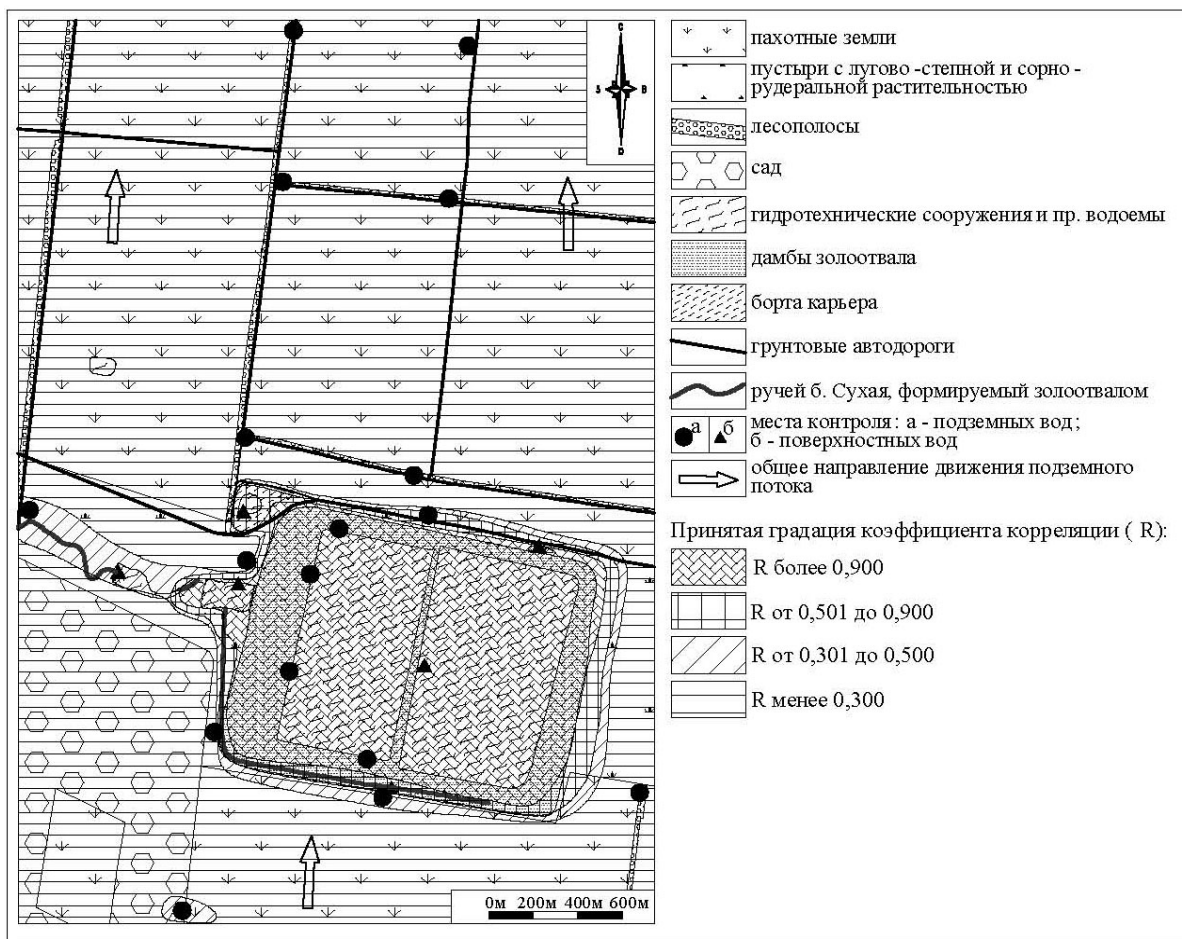 С
З В
Ю
пахотные земли
пустыри с лугово -степной и сорно -
рудеральной растительностью
лесополосы
сад
гидротехнические сооружения и пр. водоемы
дамбы золоотвала
борта карьера
грунтовые автодороги
ручей б. Сухая, формируемый золоотвалом
а б места контроля: а - подземных вод;
б - поверхностных вод
общее направление движения подземного
потока
Принятая градация коэффициента корреляции ( R):
R более 0,900
R от 0,501 до 0,900
R от 0,301 до 0,500
R менее 0,300
0м 200м 400м 600м